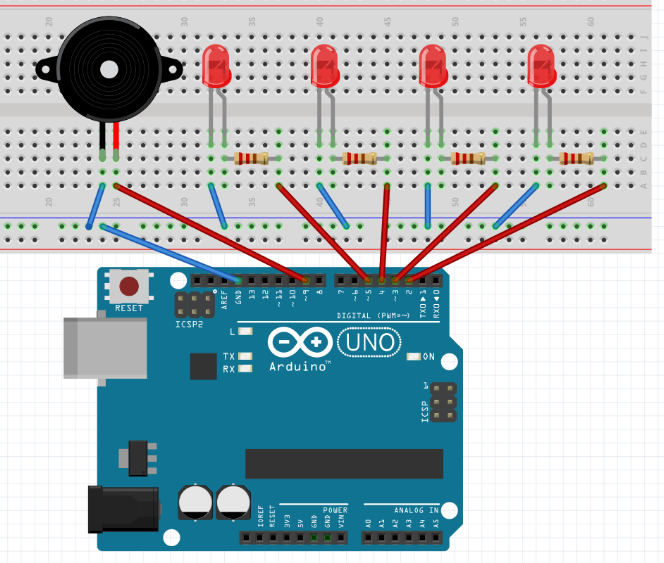 20 30 35 40 45 50 55 60
J
I
H
G
F
E
D
C
B
A
20 25 30 35 40 45 50 55 60
RESET
ICSP2
AREF
GND
13
12
~11
~10
~9
8
7
~6
~5
4
~3
2
TXD▶1
RXD◀0
DIGITAL (PWM=~)
L
TX
RX
UNO
Arduino™
ON
1
ICSP
IOREF
RESET
3V3
5V
GND
GND
VIN
POWER
ANALOG IN
A0
A1
A2
A3
A4
A5